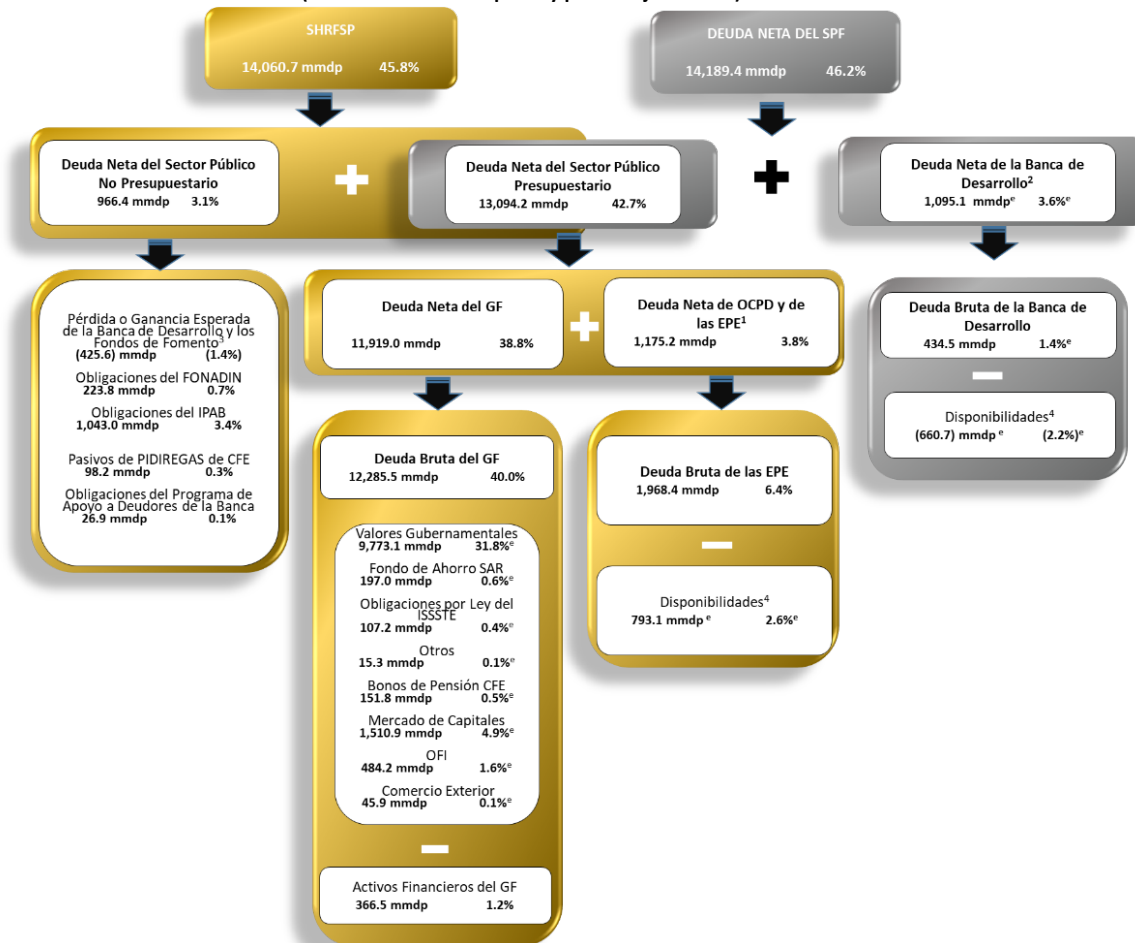 SHRFSP
14,060.7 mmdp 45.8%
DEUDA NETA DEL SPF
14,189.4 mmdp 46.2%
Deuda Neta del Sector Público
No Presupuestario
966.4 mmdp 3.1%
Deuda Neta del Sector Público
Presupuestario
13,094.2 mmdp 42.7%
Deuda Neta de la Banca de
Desarrollo²
1,095.1 mmdpᵉ 3.6%ᵉ
Pérdida o Ganancia Esperada
de la Banca de Desarrollo y los
Fondos de Fomento³
(425.6) mmdp (1.4%)
Obligaciones del FONADIN
223.8 mmdp 0.7%
Obligaciones del IPAB
1,043.0 mmdp 3.4%
Pasivos de PIDIREGAS de CFE
98.2 mmdp 0.3%
Obligaciones del Programa de
Apoyo a Deudores de la Banca
26.9 mmdp 0.1%
Deuda Neta del GF
11,919.0 mmdp 38.8%
Deuda Neta de OCPD y de
las EPE¹
1,175.2 mmdp 3.8%
Deuda Bruta de la Banca de
Desarrollo
434.5 mmdp 1.4%ᵉ
Disponibilidades⁴
(660.7) mmdp ᵉ (2.2%)ᵉ
Deuda Bruta del GF
12,285.5 mmdp 40.0%
Valores Gubernamentales
9,773.1 mmdp 31.8%ᵉ
Fondo de Ahorro SAR
197.0 mmdp 0.6%ᵉ
Obligaciones por Ley del
ISSSTE
107.2 mmdp 0.4%ᵉ
Otros
15.3 mmdp 0.1%ᵉ
Bonos de Pensión CFE
151.8 mmdp 0.5%ᵉ
Mercado de Capitales
1,510.9 mmdp 4.9%ᵉ
OFI
484.2 mmdp 1.6%ᵉ
Comercio Exterior
45.9 mmdp 0.1%ᵉ
Activos Financieros del GF
366.5 mmdp 1.2%
Deuda Bruta de las EPE
1,968.4 mmdp 6.4%
Disponibilidades⁴
793.1 mmdp ᵉ 2.6%ᵉ